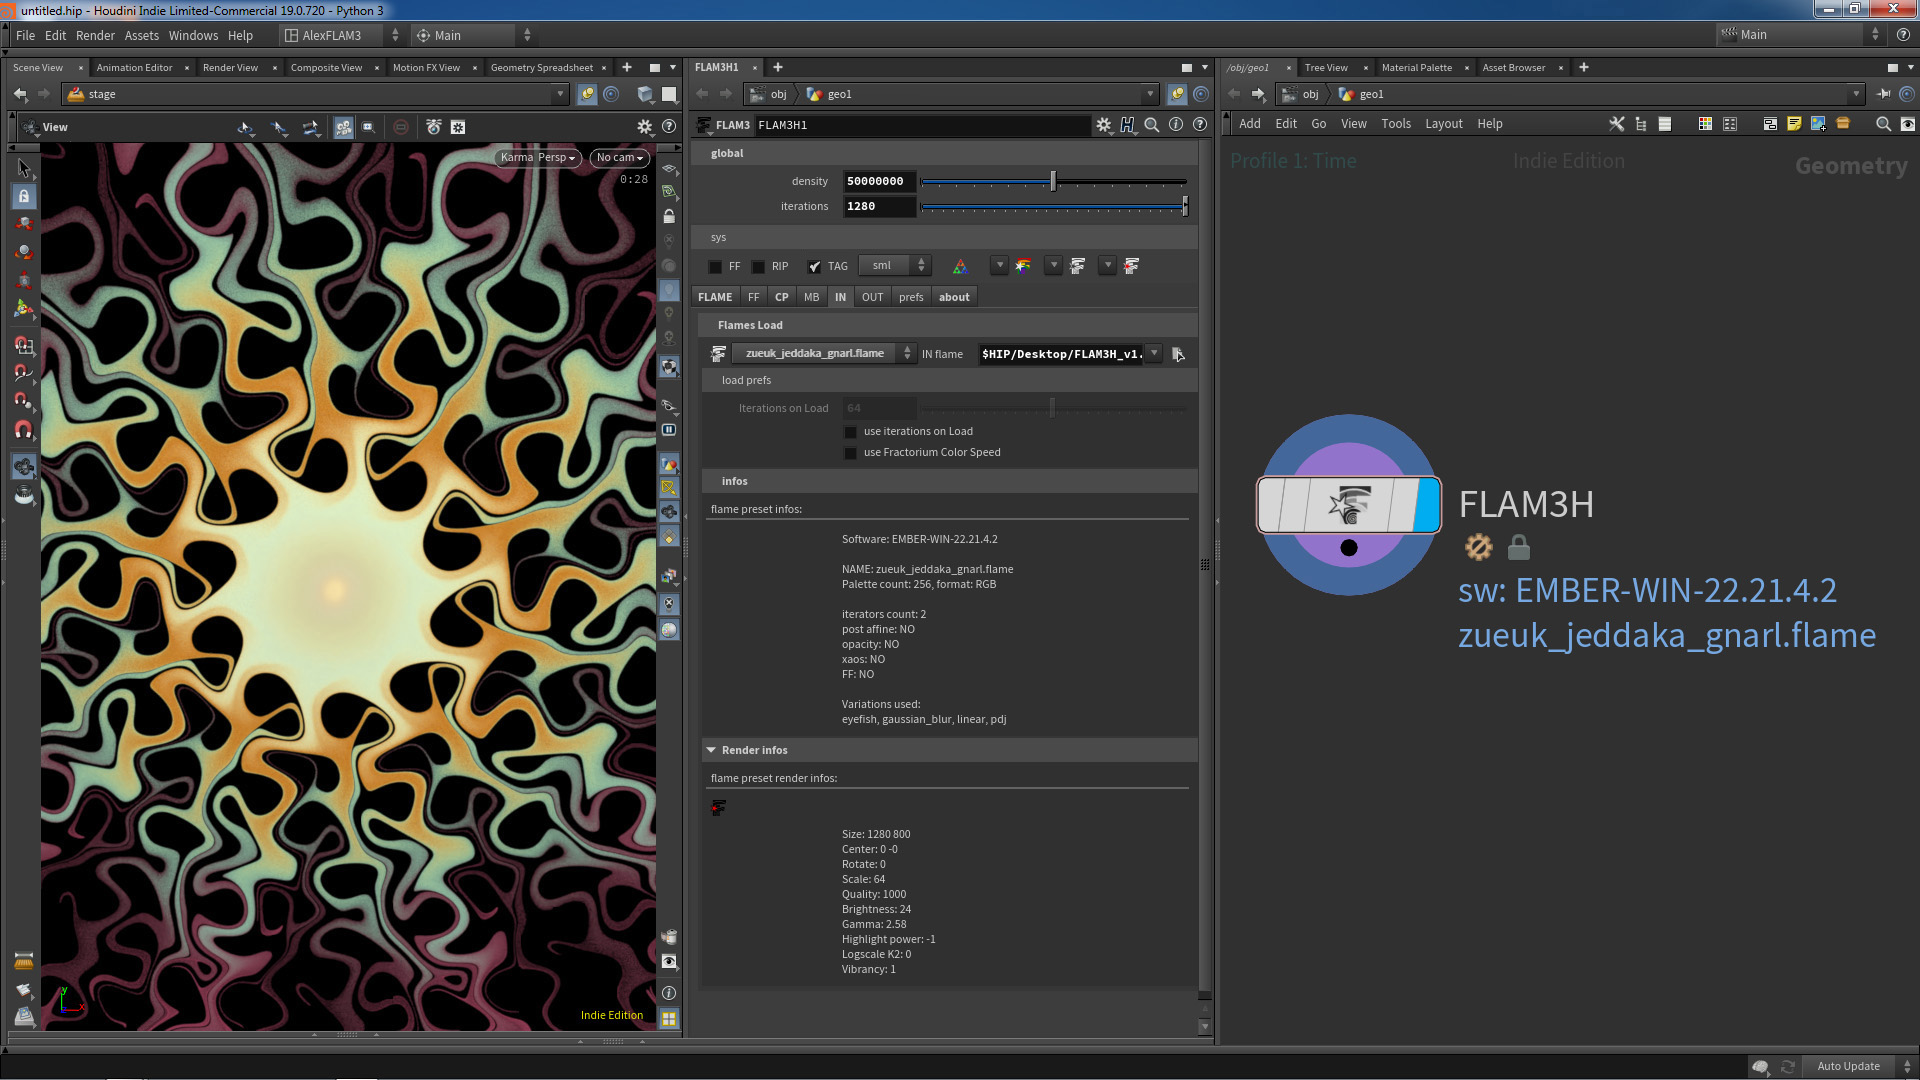 untitled.hip - Houdini Indie Limited-Commercial 19.0.720 - Python 3
File Edit Render Assets Windows Help AlexFLAM3 Main Main
Scene View Animation Editor Render View Composite View Motion FX View Geometry Spreadsheet
stage
View
Karma Persp No cam
0:28
Indie Edition
y
x
FLAM3H1
obj geo1
FLAM3 FLAM3H1
global
density 50000000
iterations 1280
sys
FF RIP TAG sml
FLAME FF CP MB IN OUT prefs about
Flames Load
zueuk_jeddaka_gnarl.flame IN flame $HIP/Desktop/FLAM3H_v1.
load prefs
Iterations on Load 64
use iterations on Load
use Fractorium Color Speed
infos
flame preset infos:
Software: EMBER-WIN-22.21.4.2
NAME: zueuk_jeddaka_gnarl.flame
Palette count: 256, format: RGB
iterators count: 2
post affine: NO
opacity: NO
xaos: NO
FF: NO
Variations used:
eyefish, gaussian_blur, linear, pdj
Render infos
flame preset render infos:
Size: 1280 800
Center: 0 -0
Rotate: 0
Scale: 64
Quality: 1000
Brightness: 24
Gamma: 2.58
Highlight power: -1
Logscale K2: 0
Vibrancy: 1
/obj/geo1 Tree View Material Palette Asset Browser
obj geo1
Add Edit Go View Tools Layout Help
Profile 1: Time Indie Edition Geometry
FLAM3H
sw: EMBER-WIN-22.21.4.2
zueuk_jeddaka_gnarl.flame
Auto Update